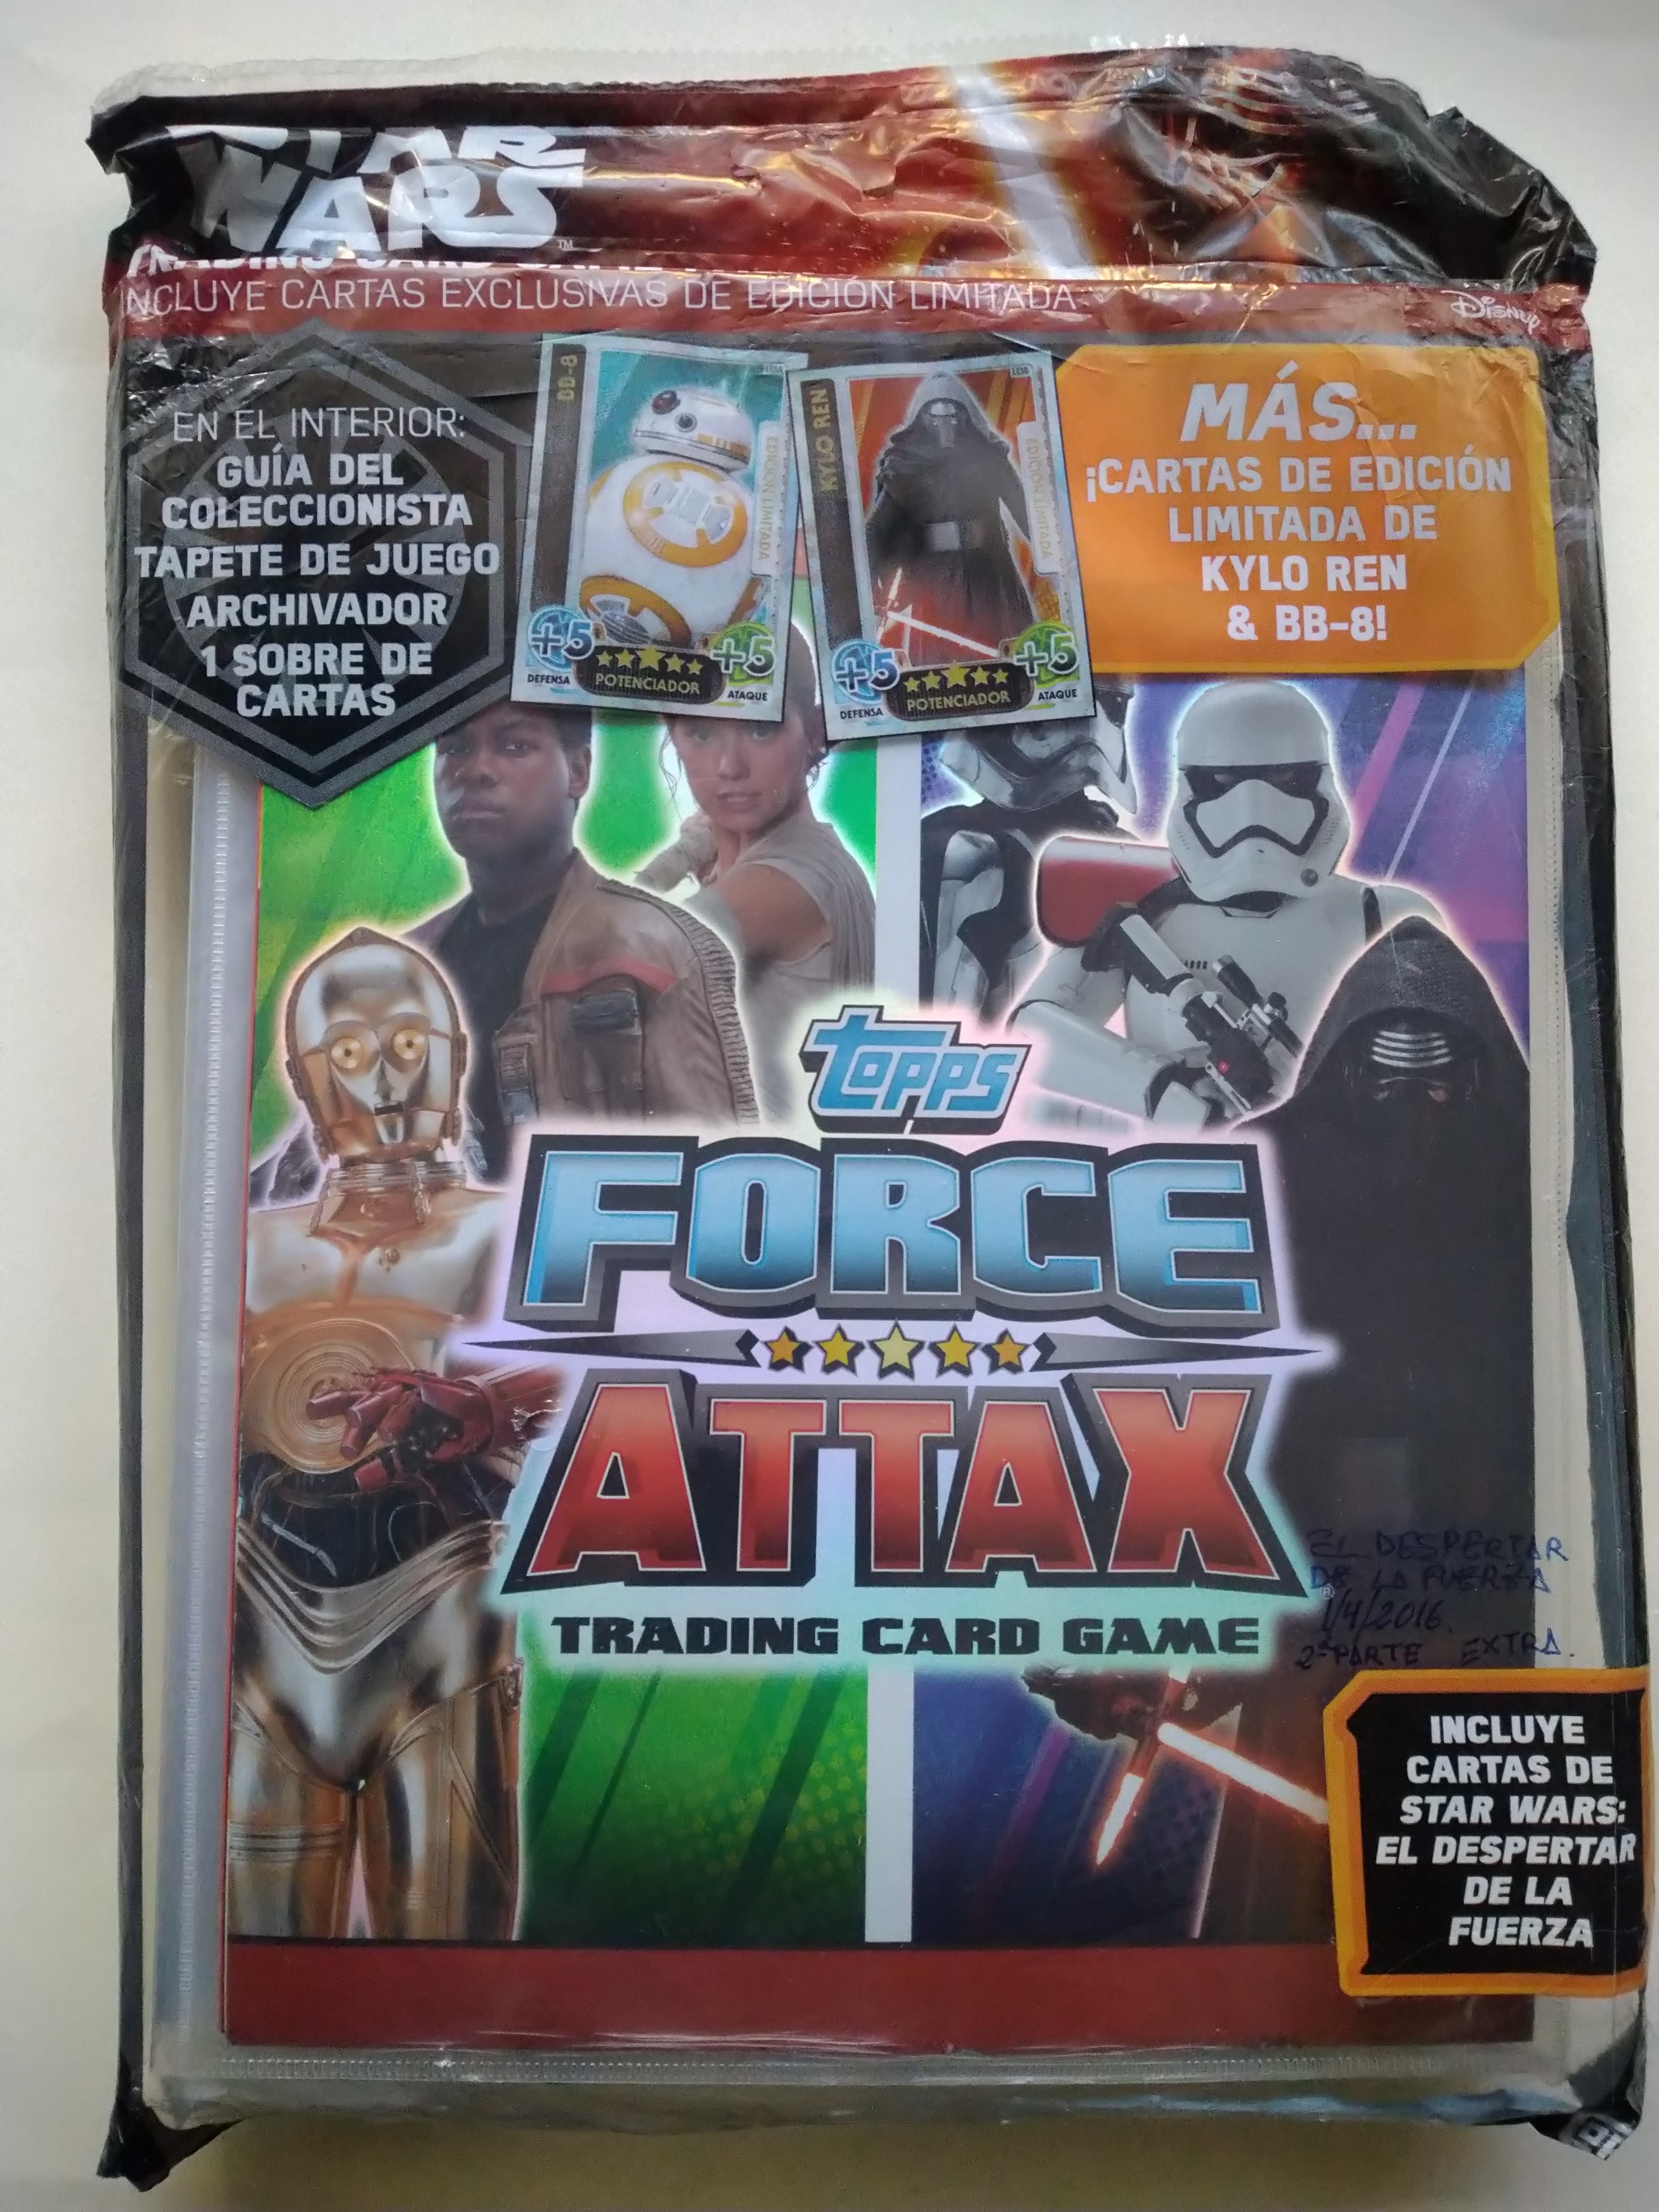 STAR
WARS™
TRADING CARD GAME
INCLUYE CARTAS EXCLUSIVAS DE EDICIÓN LIMITADA
Disney
EN EL INTERIOR:
GUÍA DEL
COLECCIONISTA
TAPETE DE JUEGO
ARCHIVADOR
1 SOBRE DE
CARTAS
BB-8
EDICIÓN LIMITADA
+5
DEFENSA
POTENCIADOR
+5
ATAQUE
KYLO REN
EDICIÓN LIMITADA
+5
DEFENSA
POTENCIADOR
+5
ATAQUE
MÁS...
¡CARTAS DE EDICIÓN
LIMITADA DE
KYLO REN
& BB-8!
topps
FORCE
ATTAX®
TRADING CARD GAME
EL DESPERTAR
DE LA FUERZA
1/4/2016.
2ª PARTE EXTRA.
INCLUYE
CARTAS DE
STAR WARS:
EL DESPERTAR
DE LA
FUERZA